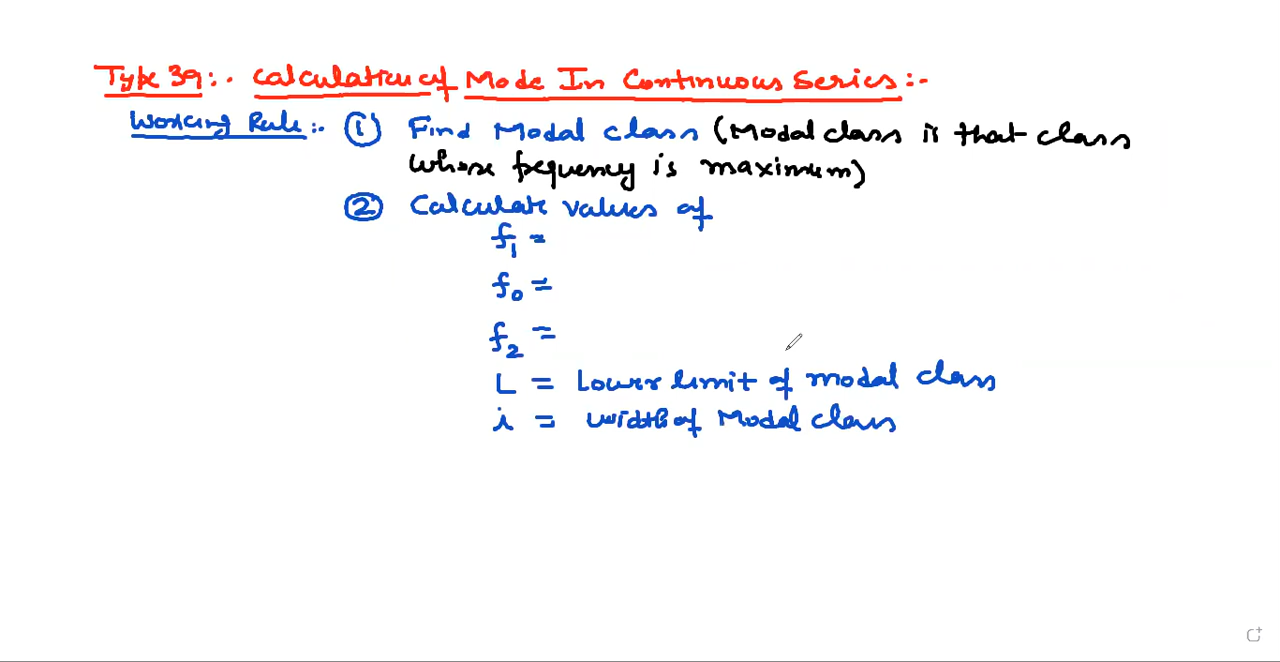 Type 39:- Calculation of Mode In Continuous Series:-
Working Rule:- ① Find Modal class (Modal class is that class
whose frequency is maximum)
② Calculate values of
f₁ =
f₀ =
f₂ =
L = Lower limit of modal class
i = width of Modal class